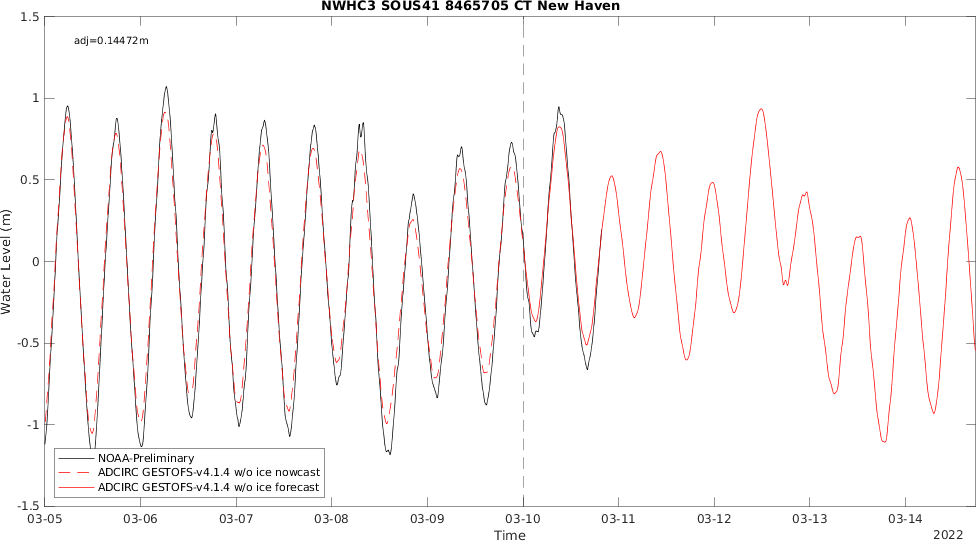 NWHC3 SOUS41 8465705 CT New Haven
1.5
adj=0.14472m
1
0.5
0
-0.5
-1
-1.5
Water Level (m)
NOAA-Preliminary
ADCIRC GESTOFS-v4.1.4 w/o ice nowcast
ADCIRC GESTOFS-v4.1.4 w/o ice forecast
03-05 03-06 03-07 03-08 03-09 03-10 03-11 03-12 03-13 03-14
Time
2022